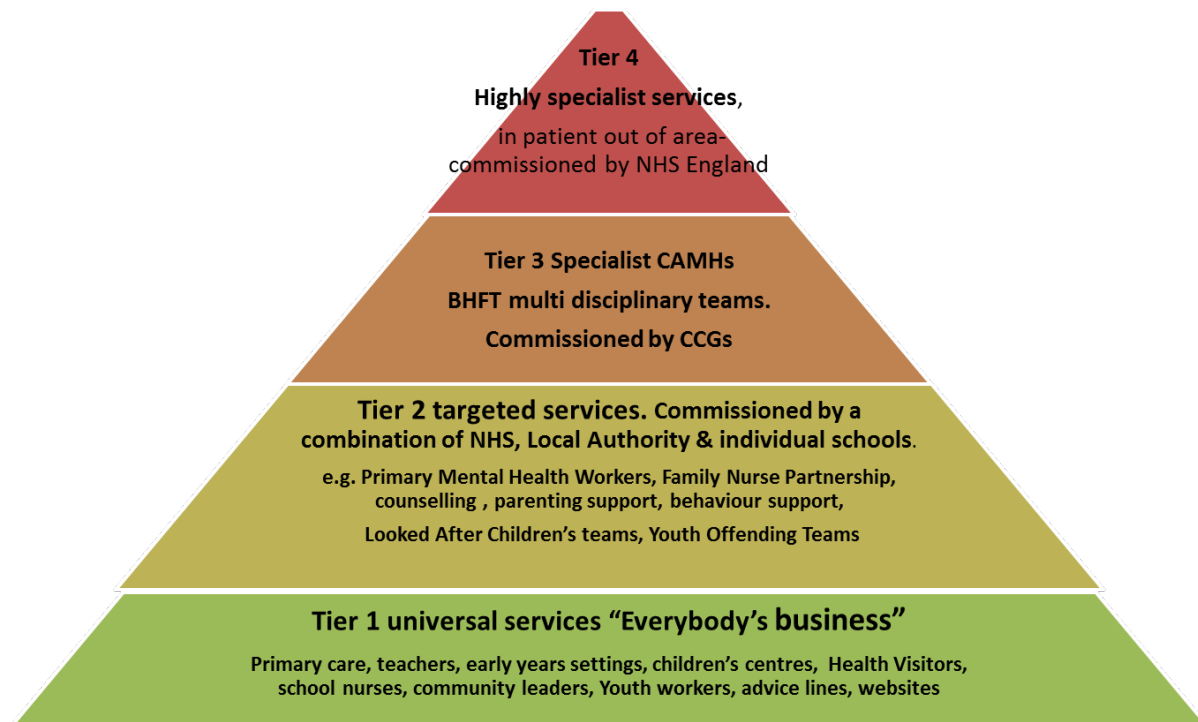 Tier 4
Highly specialist services,
in patient out of area-
commissioned by NHS England
Tier 3 Specialist CAMHs
BHFT multi disciplinary teams.
Commissioned by CCGs
Tier 2 targeted services. Commissioned by a
combination of NHS, Local Authority & individual schools.
e.g. Primary Mental Health Workers, Family Nurse Partnership,
counselling , parenting support, behaviour support,
Looked After Children’s teams, Youth Offending Teams
Tier 1 universal services “Everybody’s business”
Primary care, teachers, early years settings, children’s centres, Health Visitors,
school nurses, community leaders, Youth workers, advice lines, websites